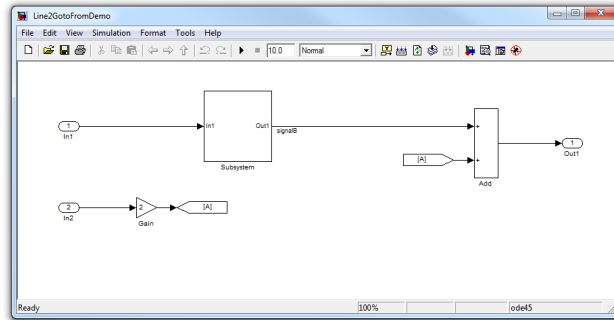 Line2GotoFromDemo
File Edit View Simulation Format Tools Help
10.0 Normal
1
In1
In1 Out1
Subsystem
signalB
+
+
[A]
Add
1
Out1
2
In2
2
Gain
[A]
Ready 100% ode45